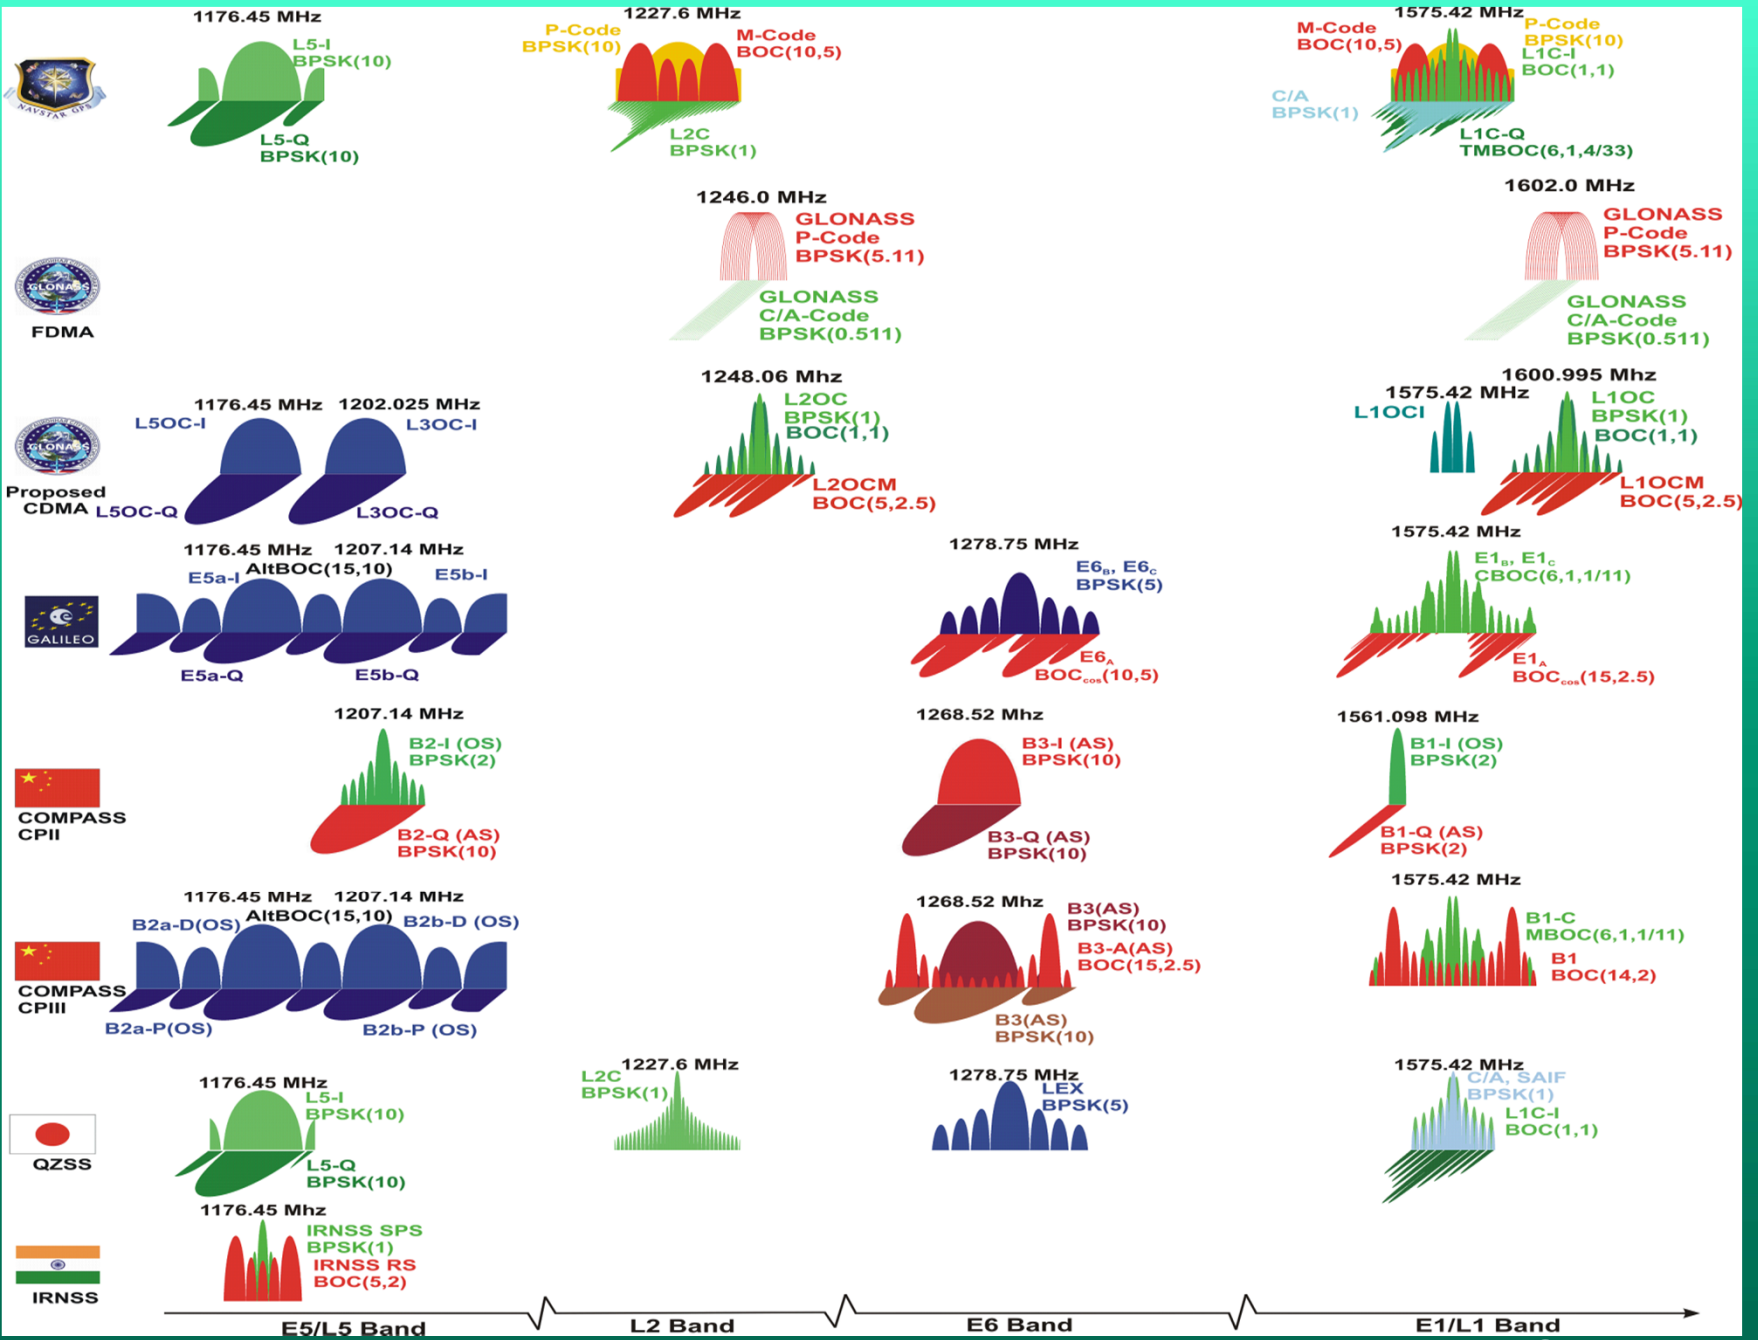 1176.45 MHz
L5-I
BPSK(10)
L5-Q
BPSK(10)
1227.6 MHz
P-Code
BPSK(10)
M-Code
BOC(10,5)
L2C
BPSK(1)
1575.42 MHz
M-Code
BOC(10,5)
P-Code
BPSK(10)
L1C-I
BOC(1,1)
C/A
BPSK(1)
L1C-Q
TMBOC(6,1,4/33)
NAVSTAR GPS
1246.0 MHz
GLONASS
P-Code
BPSK(5.11)
GLONASS
C/A-Code
BPSK(0.511)
1602.0 MHz
GLONASS
P-Code
BPSK(5.11)
GLONASS
C/A-Code
BPSK(0.511)
GLONASS
FDMA
1176.45 MHz
L5OC-I
L5OC-Q
1202.025 MHz
L3OC-I
L3OC-Q
1248.06 Mhz
L2OC
BPSK(1)
BOC(1,1)
L2OCM
BOC(5,2.5)
1575.42 MHz
L1OCI
1600.995 Mhz
L1OC
BPSK(1)
BOC(1,1)
L1OCM
BOC(5,2.5)
GLONASS
Proposed
CDMA
1176.45 MHz 1207.14 MHz
AltBOC(15,10)
E5a-I
E5b-I
E5a-Q
E5b-Q
1278.75 MHz
E6B, E6C
BPSK(5)
E6A
BOCcos(10,5)
1575.42 MHz
E1B, E1C
CBOC(6,1,1/11)
E1A
BOCcos(15,2.5)
GALILEO
1207.14 MHz
B2-I (OS)
BPSK(2)
B2-Q (AS)
BPSK(10)
1268.52 Mhz
B3-I (AS)
BPSK(10)
B3-Q (AS)
BPSK(10)
1561.098 MHz
B1-I (OS)
BPSK(2)
B1-Q (AS)
BPSK(2)
COMPASS
CPII
1176.45 MHz 1207.14 MHz
AltBOC(15,10)
B2a-D(OS)
B2b-D (OS)
B2a-P(OS)
B2b-P (OS)
1268.52 Mhz
B3(AS)
BPSK(10)
B3-A(AS)
BOC(15,2.5)
B3(AS)
BPSK(10)
1575.42 MHz
B1-C
MBOC(6,1,1/11)
B1
BOC(14,2)
COMPASS
CPIII
1176.45 MHz
L5-I
BPSK(10)
L5-Q
BPSK(10)
1227.6 MHz
L2C
BPSK(1)
1278.75 MHz
LEX
BPSK(5)
1575.42 MHz
C/A, SAIF
BPSK(1)
L1C-I
BOC(1,1)
QZSS
1176.45 Mhz
IRNSS SPS
BPSK(1)
IRNSS RS
BOC(5,2)
IRNSS
E5/L5 Band
L2 Band
E6 Band
E1/L1 Band